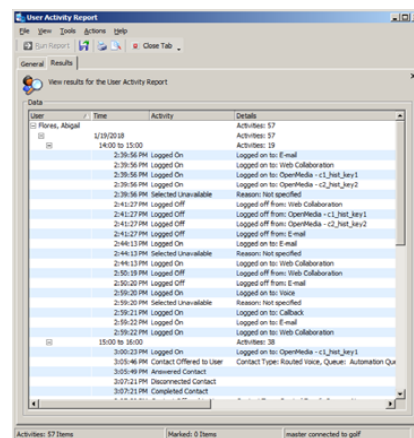 User Activity Report
File View Tools Actions Help
Run Report Close Tab
General Results
View results for the User Activity Report
Data
User Time Activity Details
Flores, Abigail Activities: 57
1/19/2018 Activities: 57
14:00 to 15:00 Activities: 19
2:39:56 PM Logged On Logged on to: E-mail
2:39:56 PM Logged On Logged on to: Web Collaboration
2:39:56 PM Logged On Logged on to: OpenMedia - c1_hist_key1
2:39:56 PM Logged On Logged on to: OpenMedia - c2_hist_key2
2:39:56 PM Selected Unavailable Reason: Not specified
2:41:27 PM Logged Off Logged off from: Web Collaboration
2:41:27 PM Logged Off Logged off from: OpenMedia - c1_hist_key1
2:41:27 PM Logged Off Logged off from: OpenMedia - c2_hist_key2
2:41:27 PM Logged Off Logged off from: E-mail
2:44:13 PM Logged On Logged on to: E-mail
2:44:13 PM Selected Unavailable Reason: Not specified
2:44:13 PM Logged On Logged on to: Web Collaboration
2:50:19 PM Logged Off Logged off from: Web Collaboration
2:50:20 PM Logged Off Logged off from: E-mail
2:59:20 PM Logged On Logged on to: Voice
2:59:20 PM Selected Unavailable Reason: Not specified
2:59:21 PM Logged On Logged on to: Callback
2:59:22 PM Logged On Logged on to: E-mail
2:59:22 PM Logged On Logged on to: Web Collaboration
15:00 to 16:00 Activities: 38
3:00:23 PM Logged On Logged on to: OpenMedia - c1_hist_key1
3:05:46 PM Contact Offered to User Contact Type: Routed Voice, Queue: Automation Que
3:05:49 PM Answered Contact
3:07:21 PM Disconnected Contact
3:07:21 PM Completed Contact
Activities: 57 Items Marked: 0 Items master connected to golf